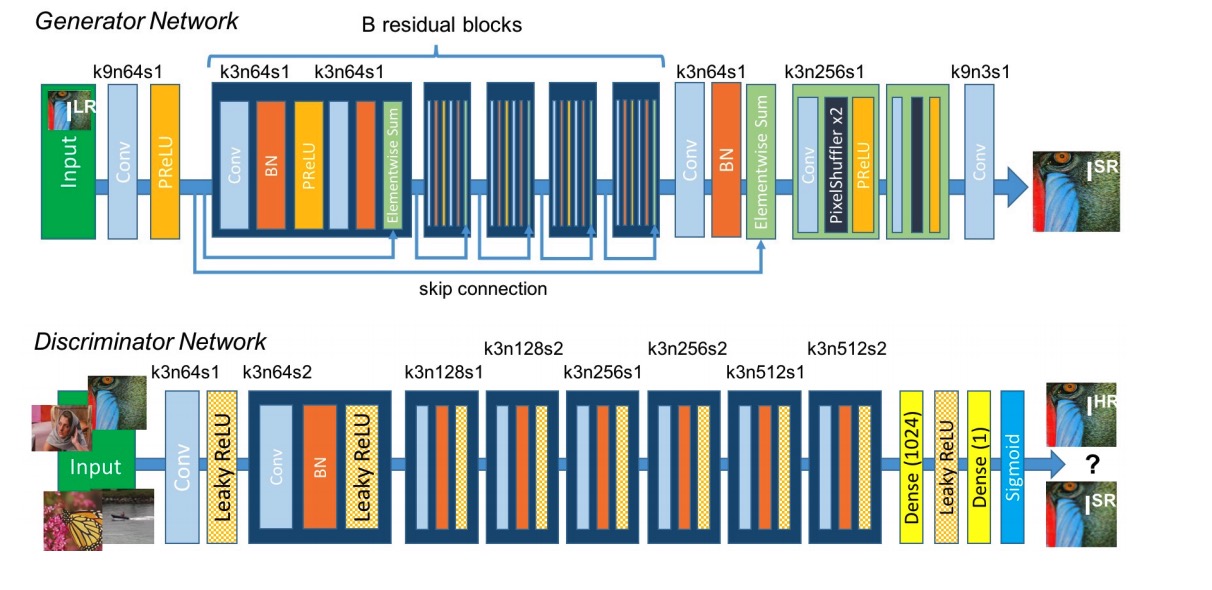 Generator Network
B residual blocks
k9n64s1
k3n64s1
k3n64s1
k3n64s1
k3n256s1
k9n3s1
I LR
Input
Conv
PReLU
Conv
BN
PReLU
Elementwise Sum
Conv
BN
Elementwise Sum
Conv
PixelShuffler x2
PReLU
Conv
I SR
skip connection
Discriminator Network
k3n128s2
k3n256s2
k3n512s2
k3n64s1
k3n64s2
k3n128s1
k3n256s1
k3n512s1
Input
Conv
Leaky ReLU
Conv
BN
Leaky ReLU
Dense (1024)
Leaky ReLU
Dense (1)
Sigmoid
I HR
?
I SR